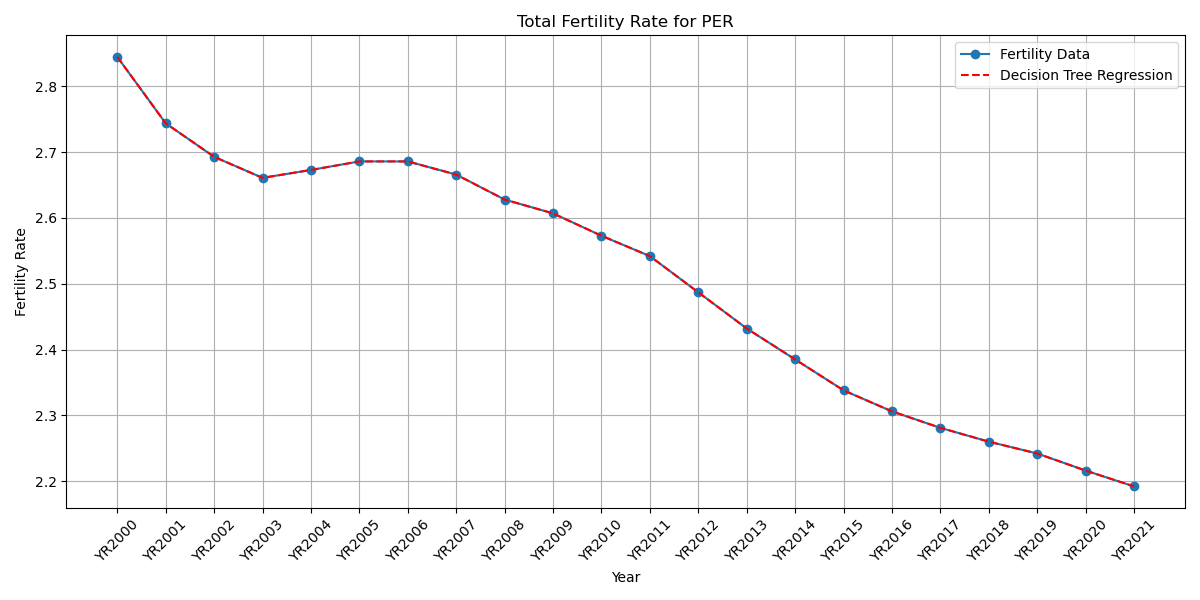 Total Fertility Rate for PER
Fertility Data
Decision Tree Regression
Fertility Rate
2.8
2.7
2.6
2.5
2.4
2.3
2.2
YR2000
YR2001
YR2002
YR2003
YR2004
YR2005
YR2006
YR2007
YR2008
YR2009
YR2010
YR2011
YR2012
YR2013
YR2014
YR2015
YR2016
YR2017
YR2018
YR2019
YR2020
YR2021
Year